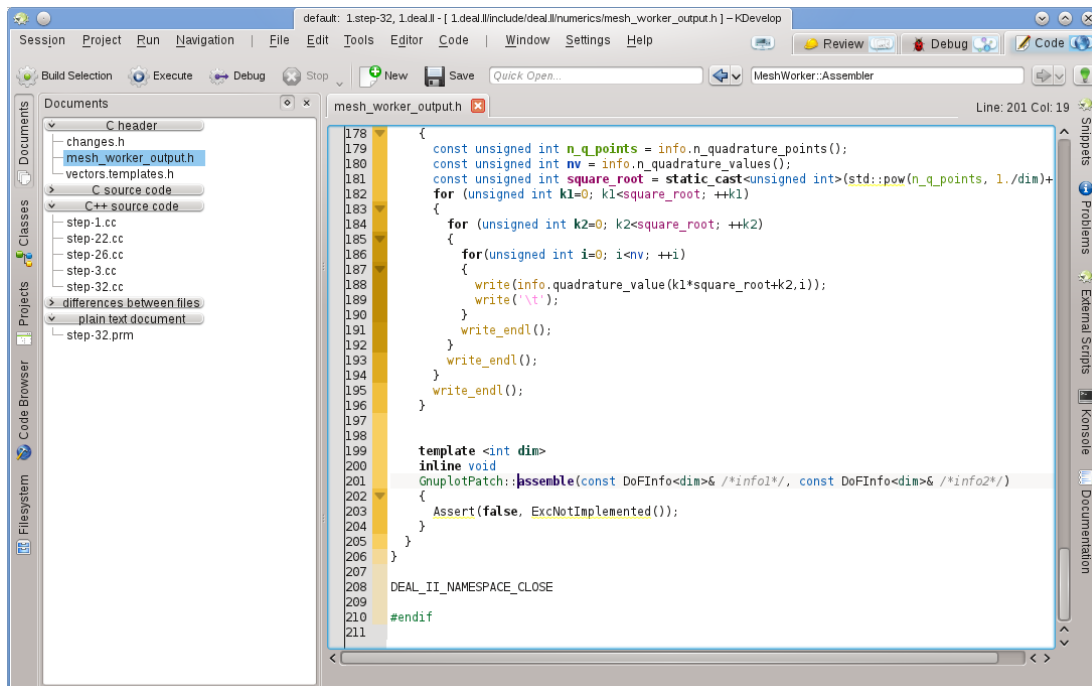 default: 1.step-32, 1.deal.II - [ 1.deal.II/include/deal.II/numerics/mesh_worker_output.h ] – KDevelop
Session Project Run Navigation | File Edit Tools Editor Code | Window Settings Help Review Debug Code
Build Selection Execute Debug Stop New Save Quick Open... MeshWorker::Assembler
Documents mesh_worker_output.h Line: 201 Col: 19
C header
changes.h
mesh_worker_output.h
vectors.templates.h
C source code
C++ source code
step-1.cc
step-22.cc
step-26.cc
step-3.cc
step-32.cc
differences between files
plain text document
step-32.prm
Documents
Classes
Projects
Code Browser
Filesystem
178 {
179 const unsigned int n_q_points = info.n_quadrature_points();
180 const unsigned int nv = info.n_quadrature_values();
181 const unsigned int square_root = static_cast<unsigned int>(std::pow(n_q_points, 1./dim)+
182 for (unsigned int k1=0; k1<square_root; ++k1)
183 {
184 for (unsigned int k2=0; k2<square_root; ++k2)
185 {
186 for(unsigned int i=0; i<nv; ++i)
187 {
188 write(info.quadrature_value(k1*square_root+k2,i));
189 write('\t');
190 }
191 write_endl();
192 }
193 write_endl();
194 }
195 write_endl();
196 }
197
198
199 template <int dim>
200 inline void
201 GnuplotPatch::assemble(const DoFInfo<dim>& /*info1*/, const DoFInfo<dim>& /*info2*/)
202 {
203 Assert(false, ExcNotImplemented());
204 }
205 }
206 }
207
208 DEAL_II_NAMESPACE_CLOSE
209
210 #endif
211
Snippets
Problems
External Scripts
Konsole
Documentation